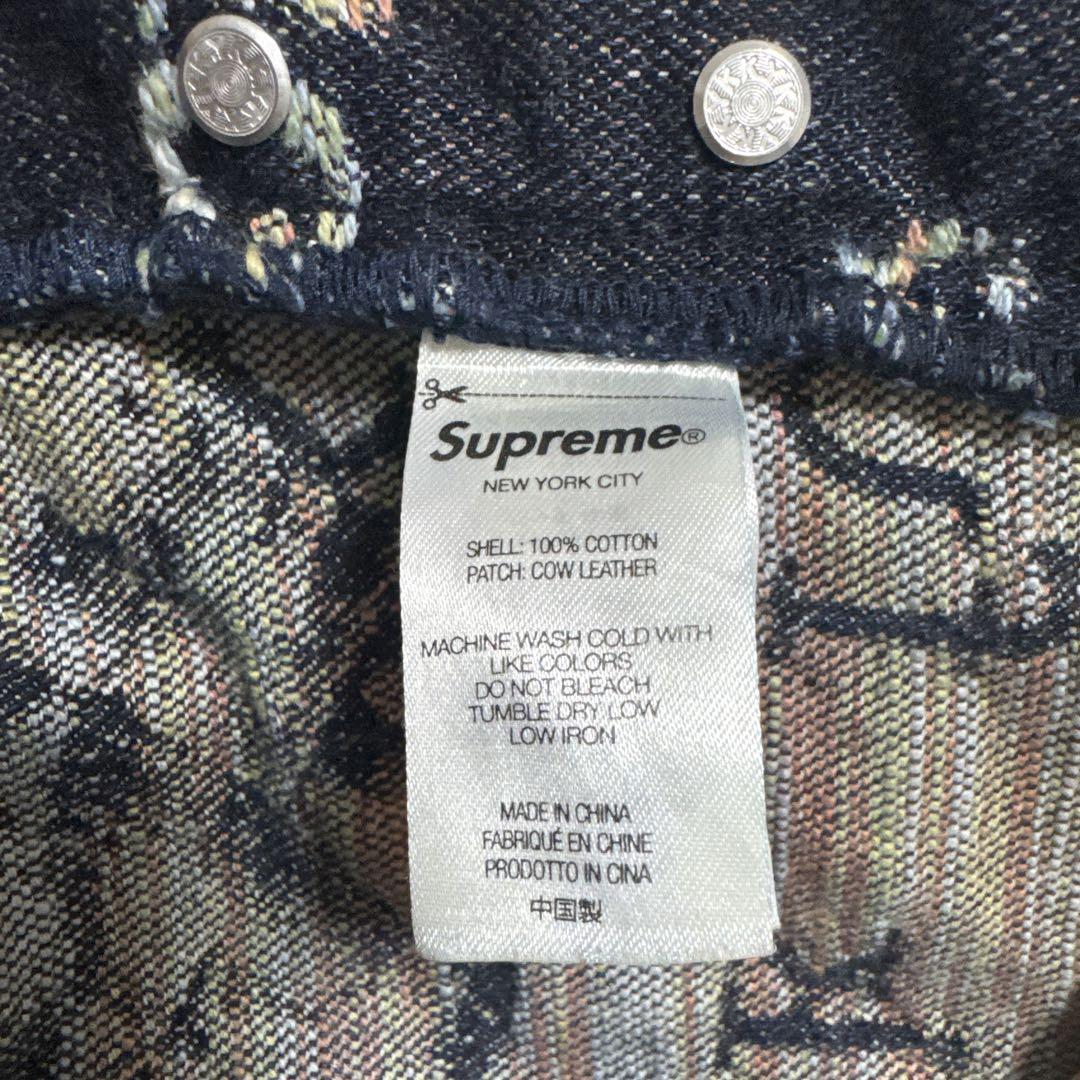 Supreme®
NEW YORK CITY
SHELL: 100% COTTON
PATCH: COW LEATHER
MACHINE WASH COLD WITH
LIKE COLORS
DO NOT BLEACH
TUMBLE DRY LOW
LOW IRON
MADE IN CHINA
FABRIQUÉ EN CHINE
PRODOTTO IN CINA
中国製